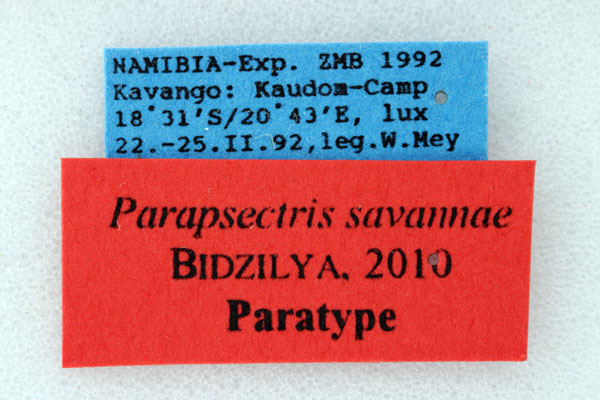 NAMIBIA-Exp. ZMB 1992
Kavango: Kaudom-Camp
18°31'S/20°43'E, lux
22.-25.II.92,leg.W.Mey
Parapsectris savannae
BIDZILYA, 2010
Paratype